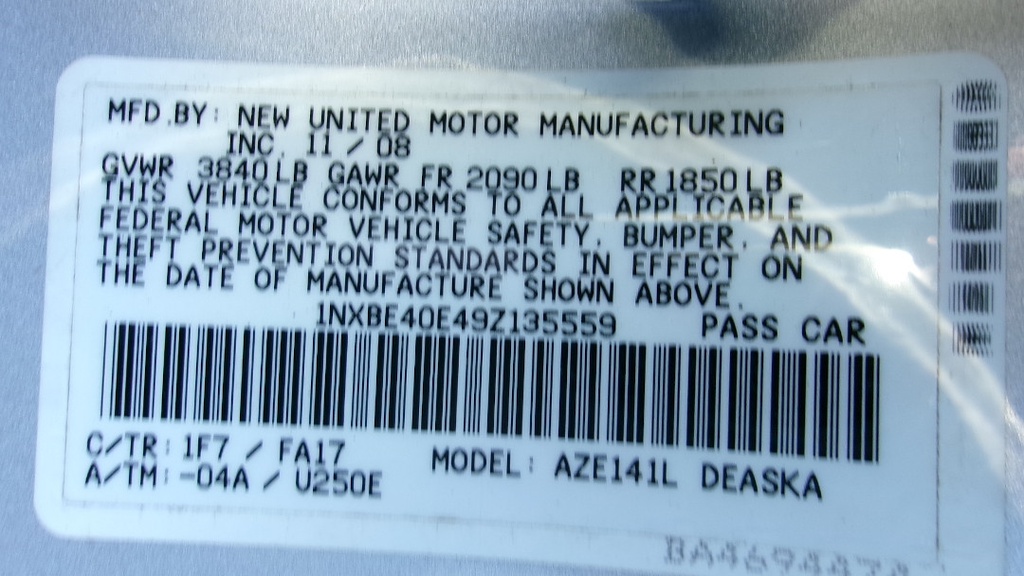 MFD.BY: NEW UNITED MOTOR MANUFACTURING
INC. 11/08
GVWR 3840LB GAWR FR 2090LB RR1850LB
THIS VEHICLE CONFORMS TO ALL APPLICABLE
FEDERAL MOTOR VEHICLE SAFETY, BUMPER, AND
THEFT PREVENTION STANDARDS IN EFFECT ON
THE DATE OF MANUFACTURE SHOWN ABOVE.
1NXBE40E49Z135559 PASS CAR
C/TR: 1F7 / FA17
A/TM: -04A / U250E
MODEL: AZE141L DEASKA